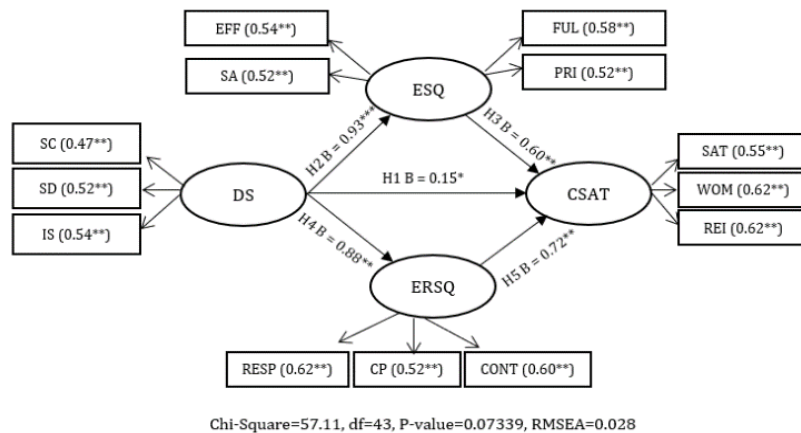 EFF (0.54**)
FUL (0.58**)
SA (0.52**)
ESQ
PRI (0.52**)
H2 B = 0.93***
H3 B = 0.60**
SC (0.47**)
SAT (0.55**)
SD (0.52**)
DS
H1 B = 0.15*
CSAT
WOM (0.62**)
IS (0.54**)
REI (0.62**)
H4 B = 0.88**
H5 B = 0.72**
ERSQ
RESP (0.62**)
CP (0.52**)
CONT (0.60**)
Chi-Square=57.11, df=43, P-value=0.07339, RMSEA=0.028